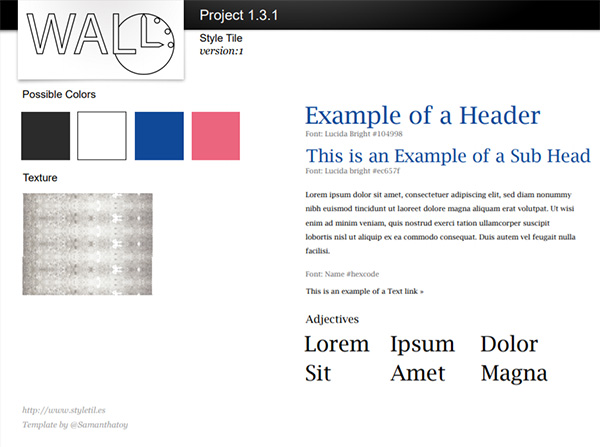 WALL
Project 1.3.1
Style Tile
version:1
Possible Colors
Texture
Example of a Header
Font: Lucida Bright #104998
This is an Example of a Sub Head
Font: Lucida bright #ec657f
Lorem ipsum dolor sit amet, consectetuer adipiscing elit, sed diam nonummy
nibh euismod tincidunt ut laoreet dolore magna aliquam erat volutpat. Ut wisi
enim ad minim veniam, quis nostrud exerci tation ullamcorper suscipit
lobortis nisl ut aliquip ex ea commodo consequat. Duis autem vel feugait nulla
facilisi.
Font: Name #hexcode
This is an example of a Text link »
Adjectives
Lorem Ipsum Dolor
Sit Amet Magna
http://www.styletil.es
Template by @Samanthatoy